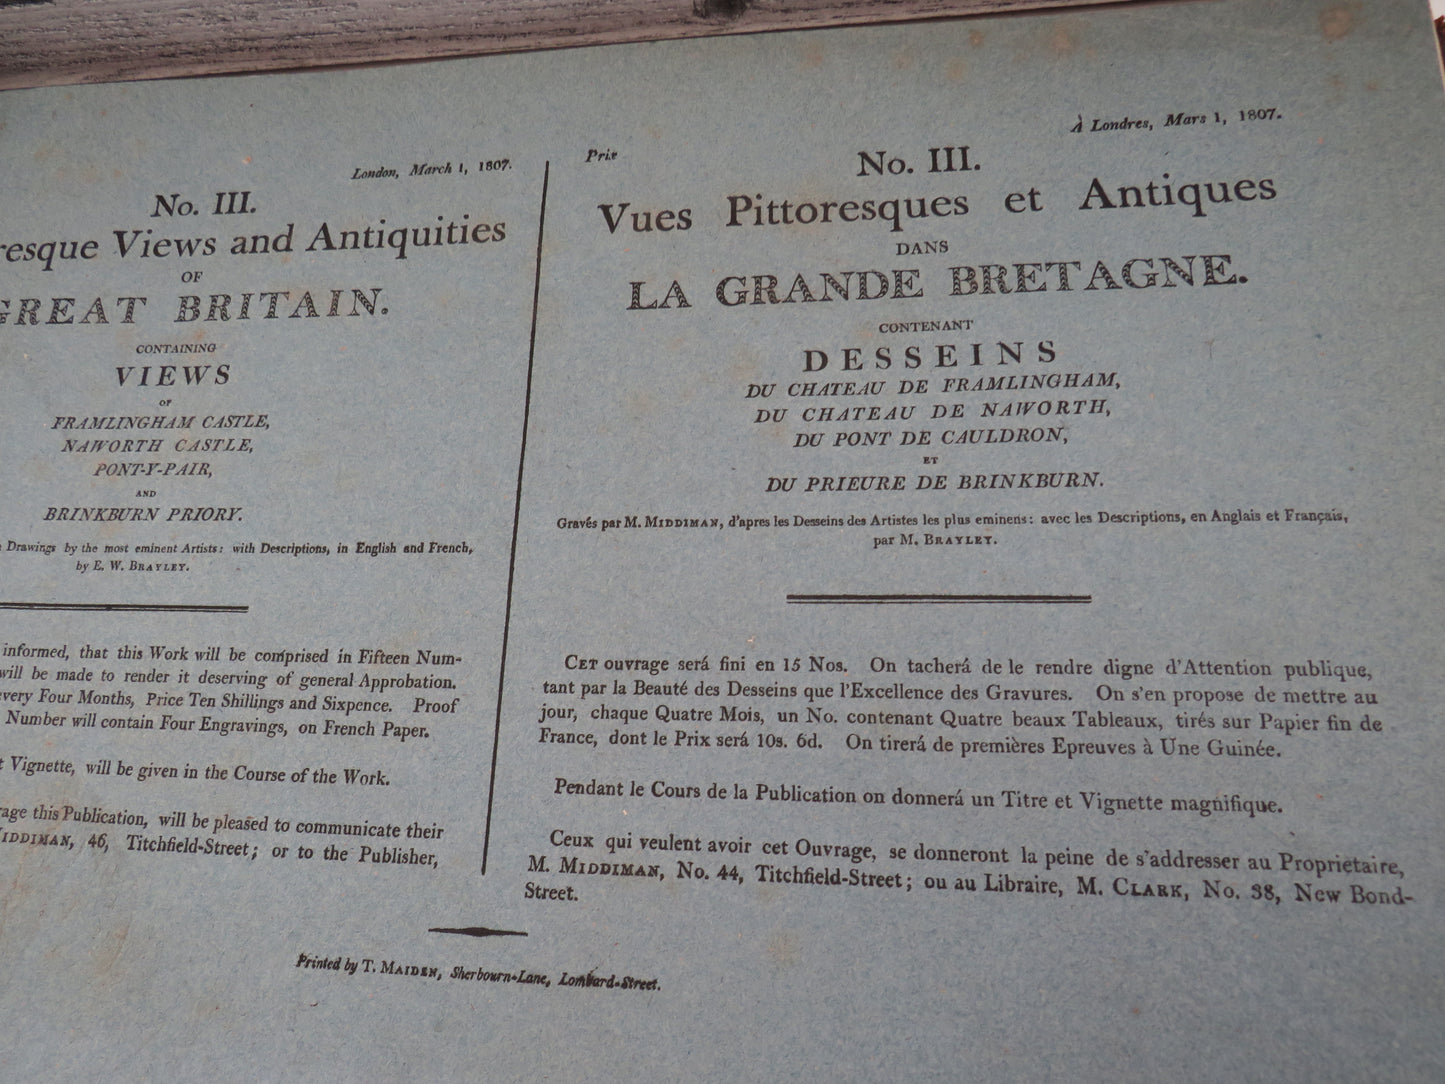 London, March 1, 1807.
No. III.
resque Views and Antiquities
OF
GREAT BRITAIN.
CONTAINING
VIEWS
OF
FRAMLINGHAM CASTLE,
NAWORTH CASTLE,
PONT-Y-PAIR,
AND
BRINKBURN PRIORY.
Drawings by the most eminent Artists: with Descriptions, in English and French,
by E. W. BRAYLEY.
informed, that this Work will be comprised in Fifteen Num-
will be made to render it deserving of general Approbation.
every Four Months, Price Ten Shillings and Sixpence. Proof
Number will contain Four Engravings, on French Paper.
Vignette, will be given in the Course of the Work.
rage this Publication, will be pleased to communicate their
MIDDIMAN, 46, Titchfield-Street; or to the Publisher,
À Londres, Mars 1, 1807.
Prix
No. III.
Vues Pittoresques et Antiques
DANS
LA GRANDE BRETAGNE.
CONTENANT
DESSEINS
DU CHATEAU DE FRAMLINGHAM,
DU CHATEAU DE NAWORTH,
DU PONT DE CAULDRON,
ET
DU PRIEURE DE BRINKBURN.
Gravés par M. MIDDIMAN, d'apres les Desseins des Artistes les plus eminens: avec les Descriptions, en Anglais et Français,
par M. BRAYLEY.
CET ouvrage será fini en 15 Nos. On tacherá de le rendre digne d'Attention publique,
tant par la Beauté des Desseins que l'Excellence des Gravures. On s'en propose de mettre au
jour, chaque Quatre Mois, un No. contenant Quatre beaux Tableaux, tirés sur Papier fin de
France, dont le Prix será 10s. 6d. On tirerá de premières Epreuves à Une Guinée.
Pendant le Cours de la Publication on donnerá un Titre et Vignette magnifique.
Ceux qui veulent avoir cet Ouvrage, se donneront la peine de s'addresser au Proprietaire,
M. MIDDIMAN, No. 44, Titchfield-Street; ou au Libraire, M. CLARK, No. 38, New Bond-
Street.
Printed by T. MAIDEN, Sherbourn-Lane, Lombard-Street.